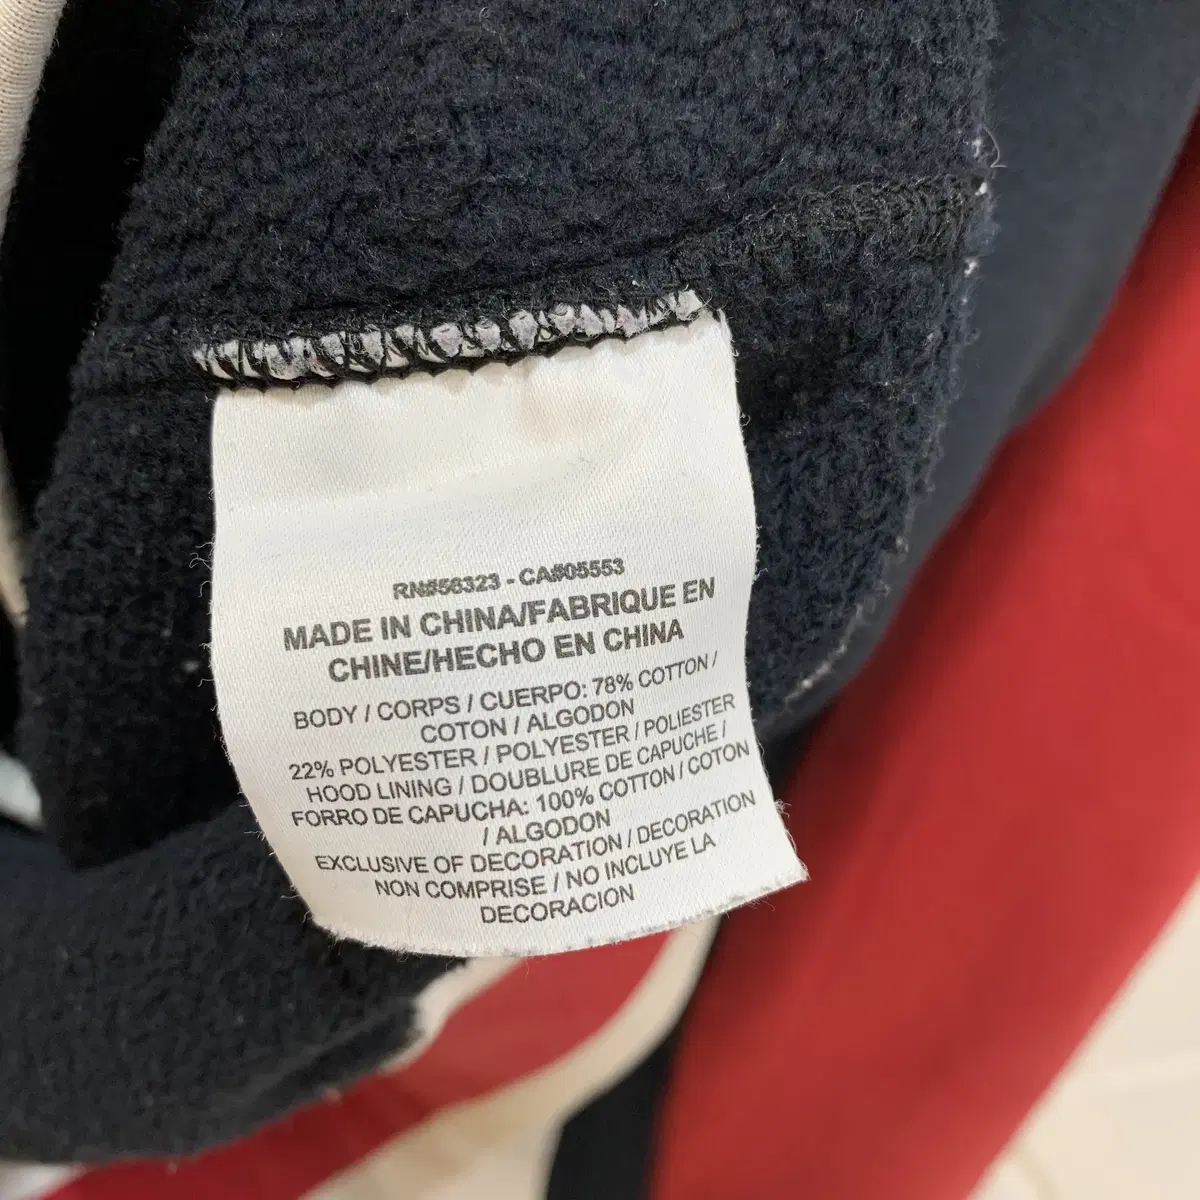 RN#56323 - CA#05553
MADE IN CHINA/FABRIQUE EN
CHINE/HECHO EN CHINA
BODY / CORPS / CUERPO: 78% COTTON /
COTON / ALGODON
22% POLYESTER / POLYESTER / POLIESTER
HOOD LINING / DOUBLURE DE CAPUCHE /
FORRO DE CAPUCHA: 100% COTTON / COTON
/ ALGODON
EXCLUSIVE OF DECORATION / DECORATION
NON COMPRISE / NO INCLUYE LA
DECORACION